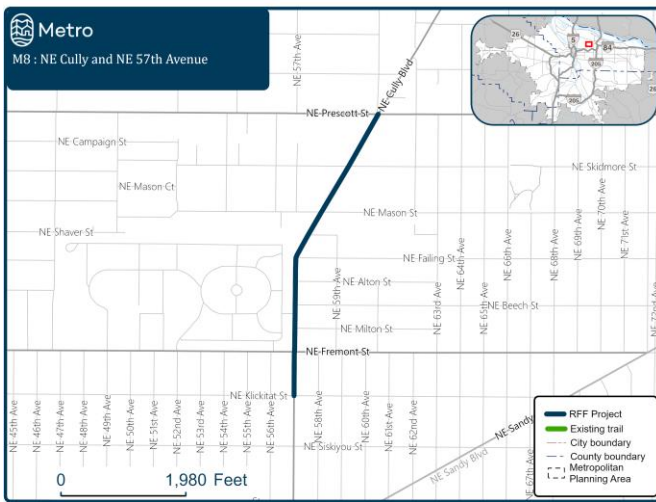 Metro
M8 : NE Cully and NE 57th Avenue
NE 57th Ave
NE Cully Blvd
26
5
84
205
205
26
NE Prescott St
NE Campaign St
NE Skidmore St
NE Mason Ct
NE Mason St
NE Shaver St
NE Failing St
NE 64th Ave
NE 66th Ave
NE 68th Ave
NE 69th Ave
NE 70th Ave
NE 71st Ave
NE Alton St
NE 59th Ave
NE 63rd Ave
NE 65th Ave
NE Beech St
NE 72nd Ave
NE Milton St
NE Fremont St
NE Klickitat St
NE 45th Ave
NE 46th Ave
NE 47th Ave
NE 48th Ave
NE 49th Ave
NE 50th Ave
NE 51st Ave
NE 52nd Ave
NE 53rd Ave
NE 54th Ave
NE 55th Ave
NE 56th Ave
NE 58th Ave
NE 60th Ave
NE 61st Ave
NE 62nd Ave
NE Siskiyou St
NE Sandy
NE Sandy Blvd
NE 67th Ave
0 1,980 Feet
RFF Project
Existing trail
City boundary
County boundary
Metropolitan
Planning Area